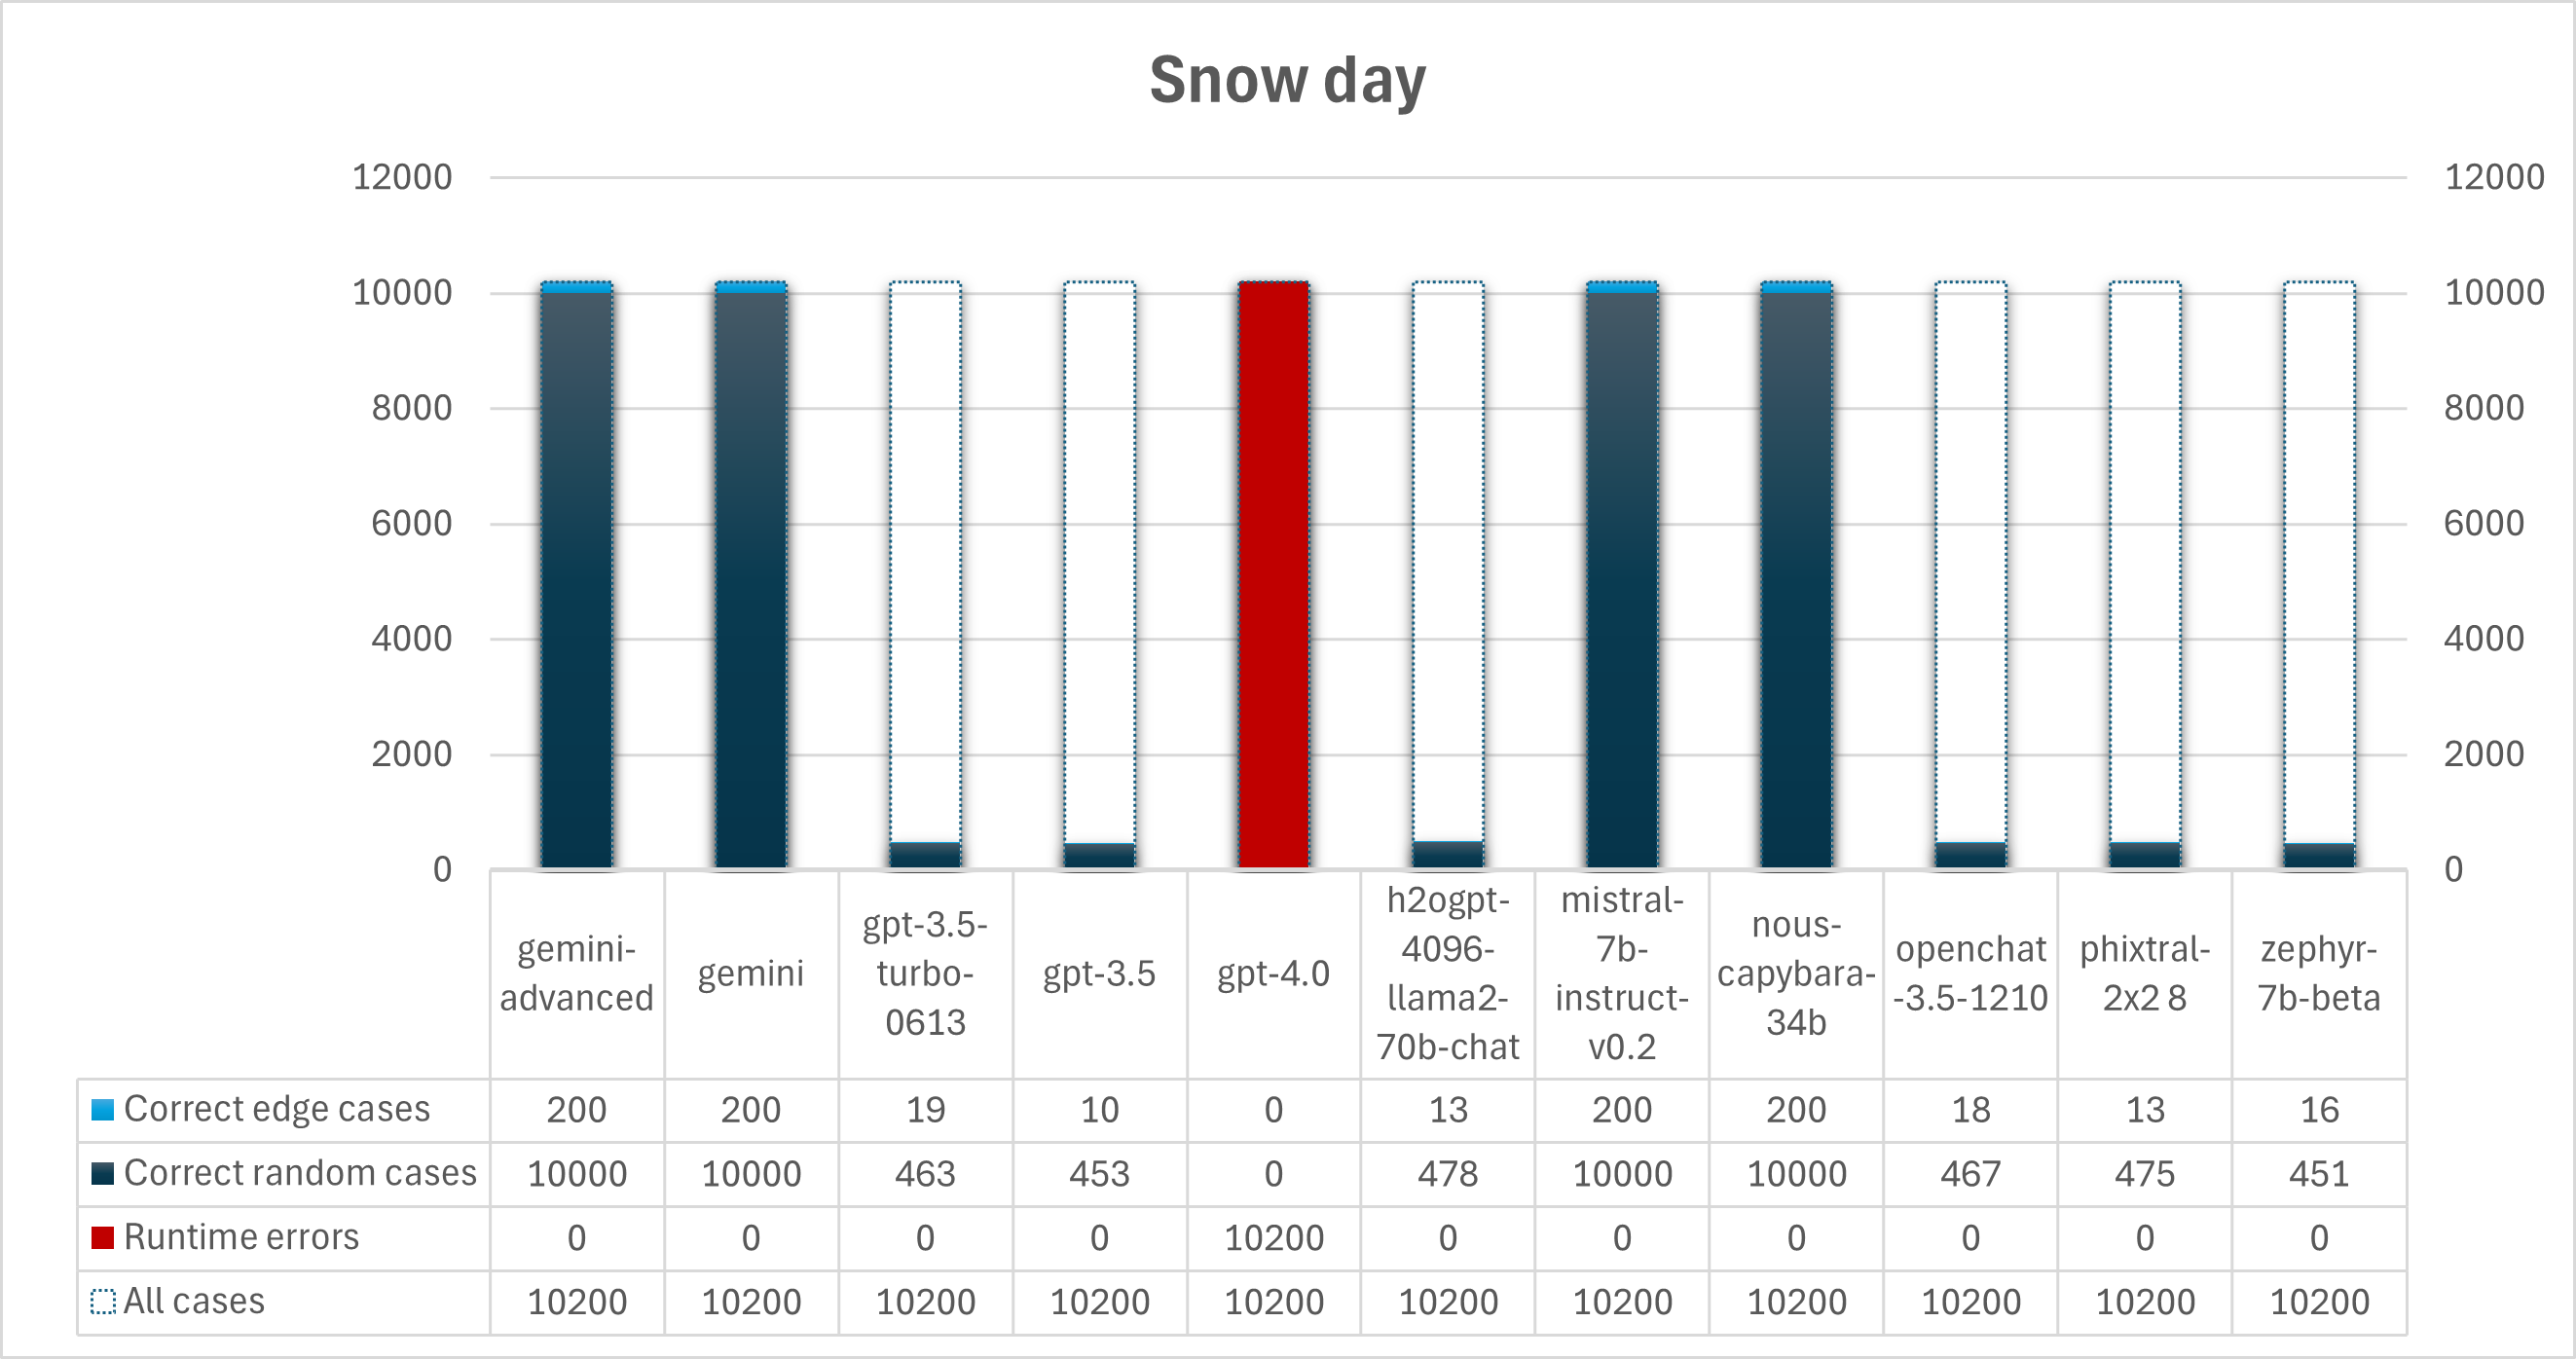 Snow day
12000 12000
10000 10000
8000 8000
6000 6000
4000 4000
2000 2000
0 0
gemini-
advanced
gemini
gpt-3.5-
turbo-
0613
gpt-3.5
gpt-4.0
h2ogpt-
4096-
llama2-
70b-chat
mistral-
7b-
instruct-
v0.2
nous-
capybara-
34b
openchat
-3.5-1210
phixtral-
2x2 8
zephyr-
7b-beta
Correct edge cases 200 200 19 10 0 13 200 200 18 13 16
Correct random cases 10000 10000 463 453 0 478 10000 10000 467 475 451
Runtime errors 0 0 0 0 10200 0 0 0 0 0 0
All cases 10200 10200 10200 10200 10200 10200 10200 10200 10200 10200 10200